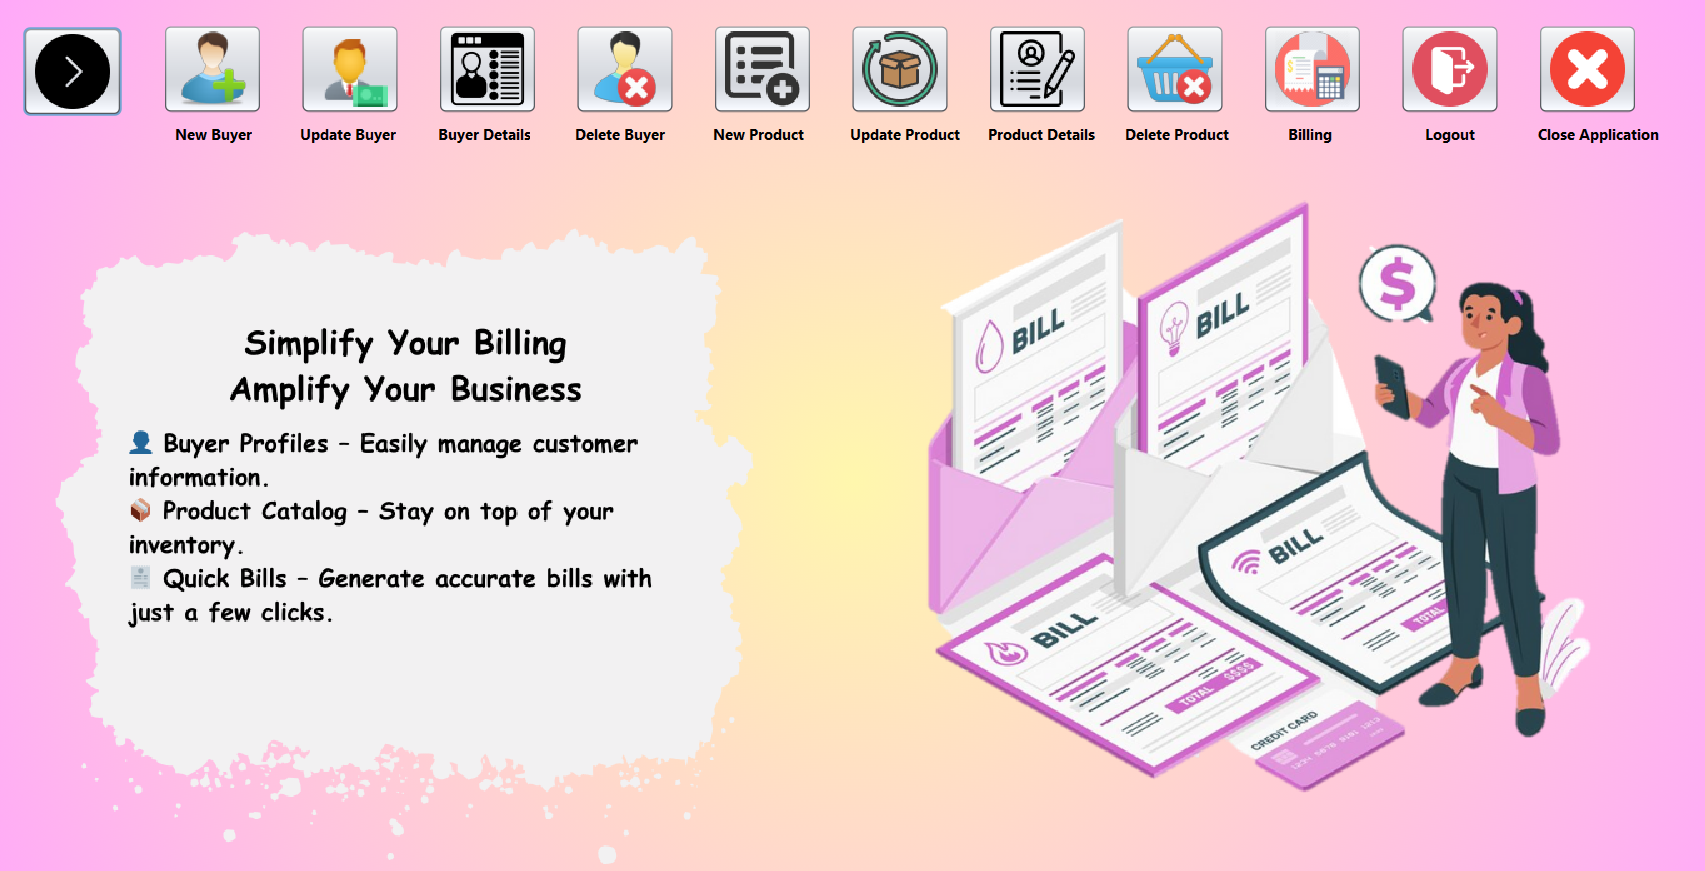 New Buyer
Update Buyer
Buyer Details
Delete Buyer
New Product
Update Product
Product Details
Delete Product
Billing
Logout
Close Application
Simplify Your Billing
Amplify Your Business
👤 Buyer Profiles – Easily manage customer
information.
📦 Product Catalog – Stay on top of your
inventory.
🧾 Quick Bills – Generate accurate bills with
just a few clicks.
BILL
BILL
$
BILL
TOTAL
BILL
TOTAL $$$$
CREDIT CARD